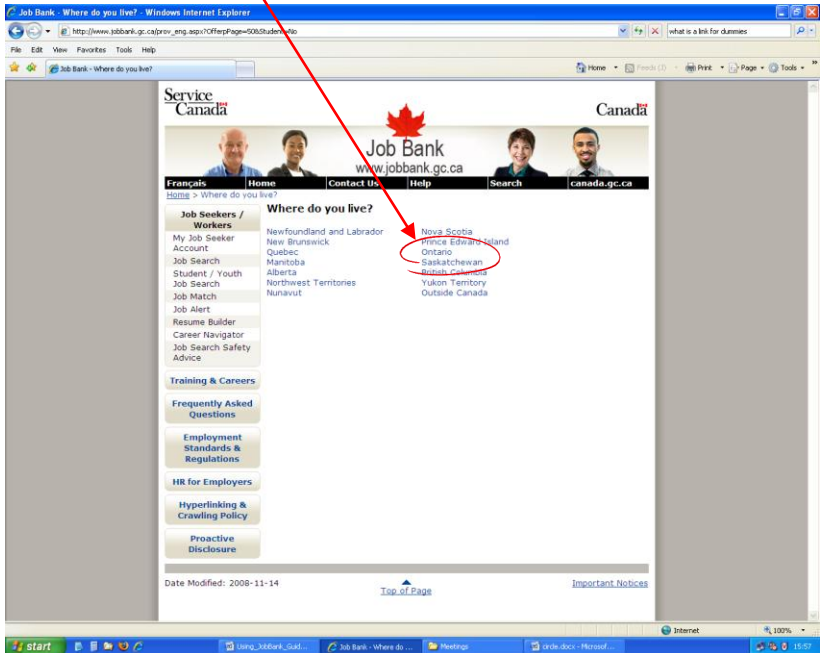 Job Bank - Where do you live? - Windows Internet Explorer
http://www.jobbank.gc.ca/prov_eng.aspx?OfferpPage=50&Student=No
what is a link for dummies
File Edit View Favorites Tools Help
Job Bank - Where do you live?
Home Feeds (2) Print Page Tools
Service
Canada
Canada
Job Bank
www.jobbank.gc.ca
Français Home Contact Us Help Search canada.gc.ca
Home > Where do you live?
Job Seekers /
Workers
My Job Seeker
Account
Job Search
Student / Youth
Job Search
Job Match
Job Alert
Resume Builder
Career Navigator
Job Search Safety
Advice
Training & Careers
Frequently Asked
Questions
Employment
Standards &
Regulations
HR for Employers
Hyperlinking &
Crawling Policy
Proactive
Disclosure
Where do you live?
Newfoundland and Labrador Nova Scotia
New Brunswick Prince Edward Island
Quebec Ontario
Manitoba Saskatchewan
Alberta British Columbia
Northwest Territories Yukon Territory
Nunavut Outside Canada
Date Modified: 2008-11-14
Top of Page
Important Notices
Internet 100%
start Using_JobBank_Guid... Job Bank - Where do ... Meetings circle.docx - Microsof... 15:57